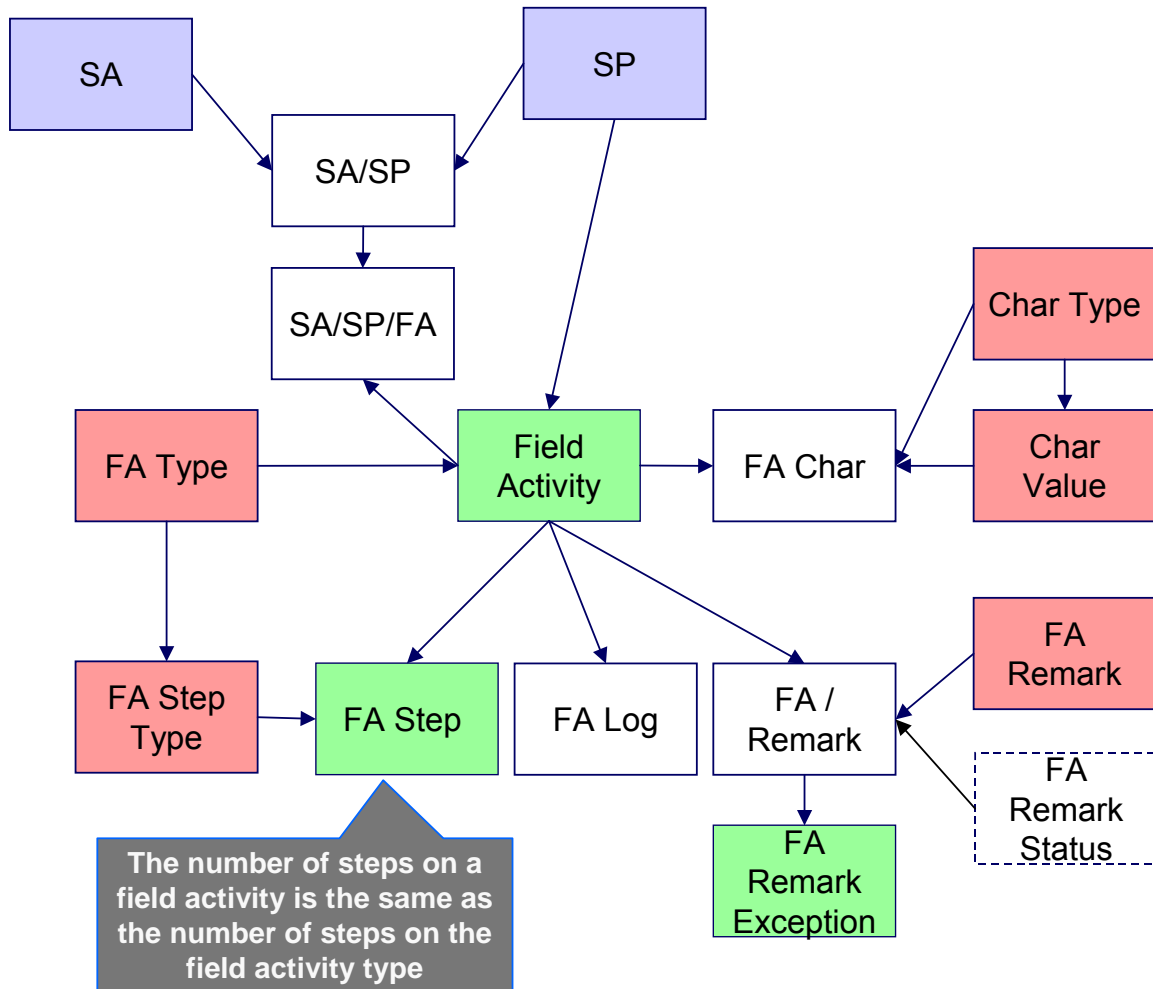 SA
SP
SA/SP
SA/SP/FA
Char Type
FA Type
Field
Activity
FA Char
Char
Value
FA Step
Type
FA Step
FA Log
FA /
Remark
FA
Remark
FA
Remark
Status
FA
Remark
Exception
The number of steps on a
field activity is the same as
the number of steps on the
field activity type